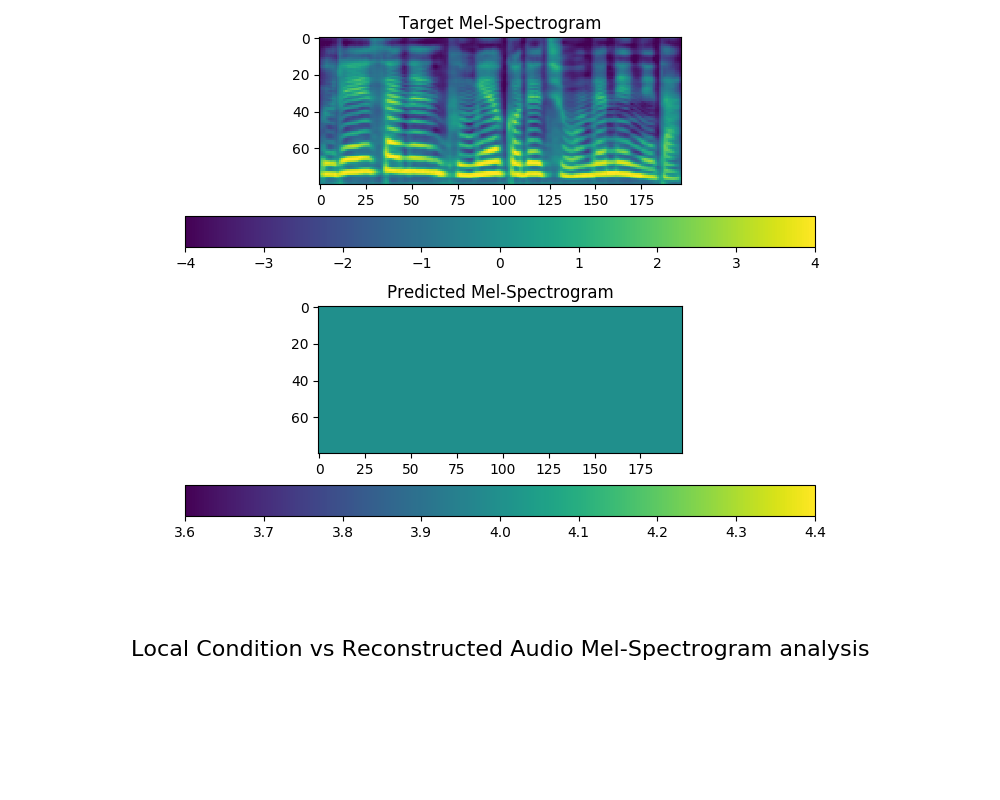 Target Mel-Spectrogram
0
20
40
60
0 25 50 75 100 125 150 175
−4 −3 −2 −1 0 1 2 3 4
Predicted Mel-Spectrogram
0
20
40
60
0 25 50 75 100 125 150 175
3.6 3.7 3.8 3.9 4.0 4.1 4.2 4.3 4.4
Local Condition vs Reconstructed Audio Mel-Spectrogram analysis